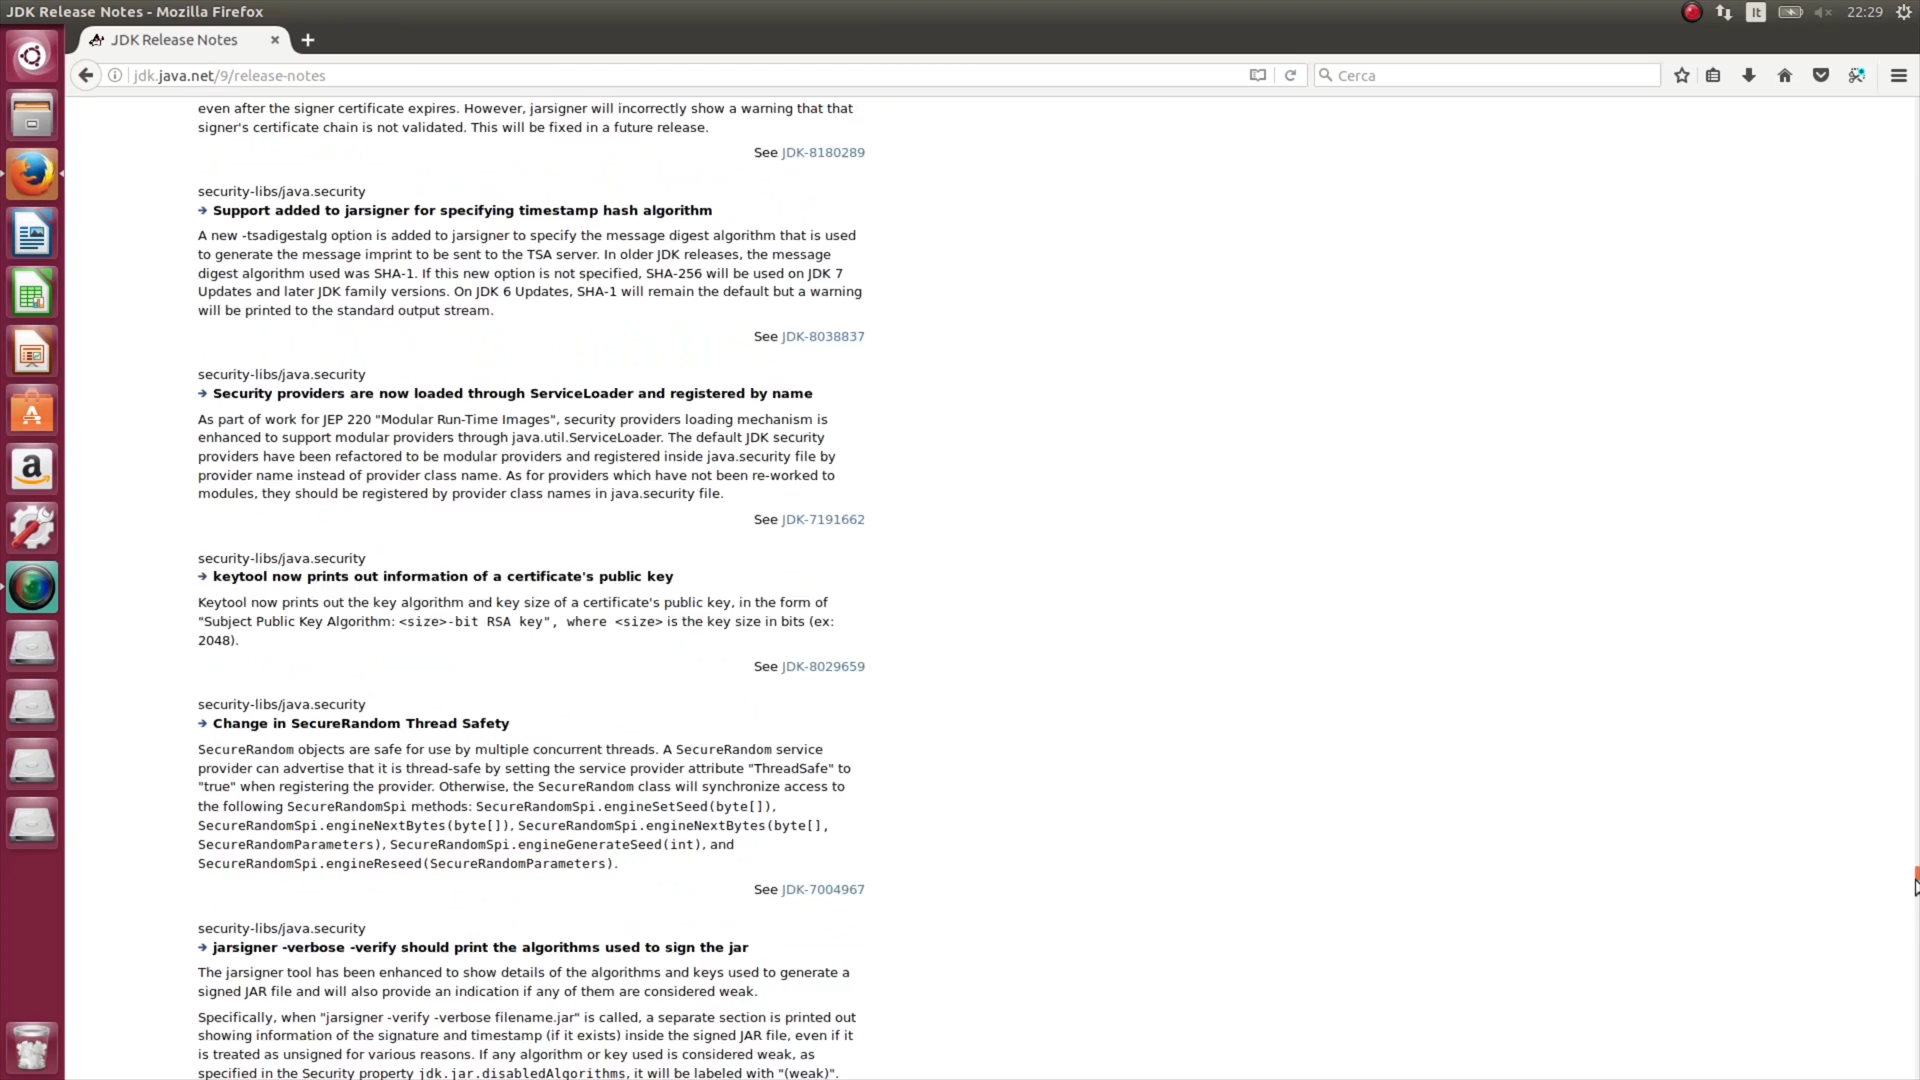 JDK Release Notes - Mozilla Firefox
It
22:29
JDK Release Notes
jdk.java.net/9/release-notes
Cerca
even after the signer certificate expires. However, jarsigner will incorrectly show a warning that that
signer's certificate chain is not validated. This will be fixed in a future release.
See JDK-8180289
security-libs/java.security
➔ Support added to jarsigner for specifying timestamp hash algorithm
A new -tsadigestalg option is added to jarsigner to specify the message digest algorithm that is used
to generate the message imprint to be sent to the TSA server. In older JDK releases, the message
digest algorithm used was SHA-1. If this new option is not specified, SHA-256 will be used on JDK 7
Updates and later JDK family versions. On JDK 6 Updates, SHA-1 will remain the default but a warning
will be printed to the standard output stream.
See JDK-8038837
security-libs/java.security
➔ Security providers are now loaded through ServiceLoader and registered by name
As part of work for JEP 220 "Modular Run-Time Images", security providers loading mechanism is
enhanced to support modular providers through java.util.ServiceLoader. The default JDK security
providers have been refactored to be modular providers and registered inside java.security file by
provider name instead of provider class name. As for providers which have not been re-worked to
modules, they should be registered by provider class names in java.security file.
See JDK-7191662
security-libs/java.security
➔ keytool now prints out information of a certificate's public key
Keytool now prints out the key algorithm and key size of a certificate's public key, in the form of
"Subject Public Key Algorithm: <size>-bit RSA key", where <size> is the key size in bits (ex:
2048).
See JDK-8029659
security-libs/java.security
➔ Change in SecureRandom Thread Safety
SecureRandom objects are safe for use by multiple concurrent threads. A SecureRandom service
provider can advertise that it is thread-safe by setting the service provider attribute "ThreadSafe" to
"true" when registering the provider. Otherwise, the SecureRandom class will synchronize access to
the following SecureRandomSpi methods: SecureRandomSpi.engineSetSeed(byte[]),
SecureRandomSpi.engineNextBytes(byte[]), SecureRandomSpi.engineNextBytes(byte[],
SecureRandomParameters), SecureRandomSpi.engineGenerateSeed(int), and
SecureRandomSpi.engineReseed(SecureRandomParameters).
See JDK-7004967
security-libs/java.security
➔ jarsigner -verbose -verify should print the algorithms used to sign the jar
The jarsigner tool has been enhanced to show details of the algorithms and keys used to generate a
signed JAR file and will also provide an indication if any of them are considered weak.
Specifically, when "jarsigner -verify -verbose filename.jar" is called, a separate section is printed out
showing information of the signature and timestamp (if it exists) inside the signed JAR file, even if it
is treated as unsigned for various reasons. If any algorithm or key used is considered weak, as
specified in the Security property jdk.jar.disabledAlgorithms, it will be labeled with "(weak)".